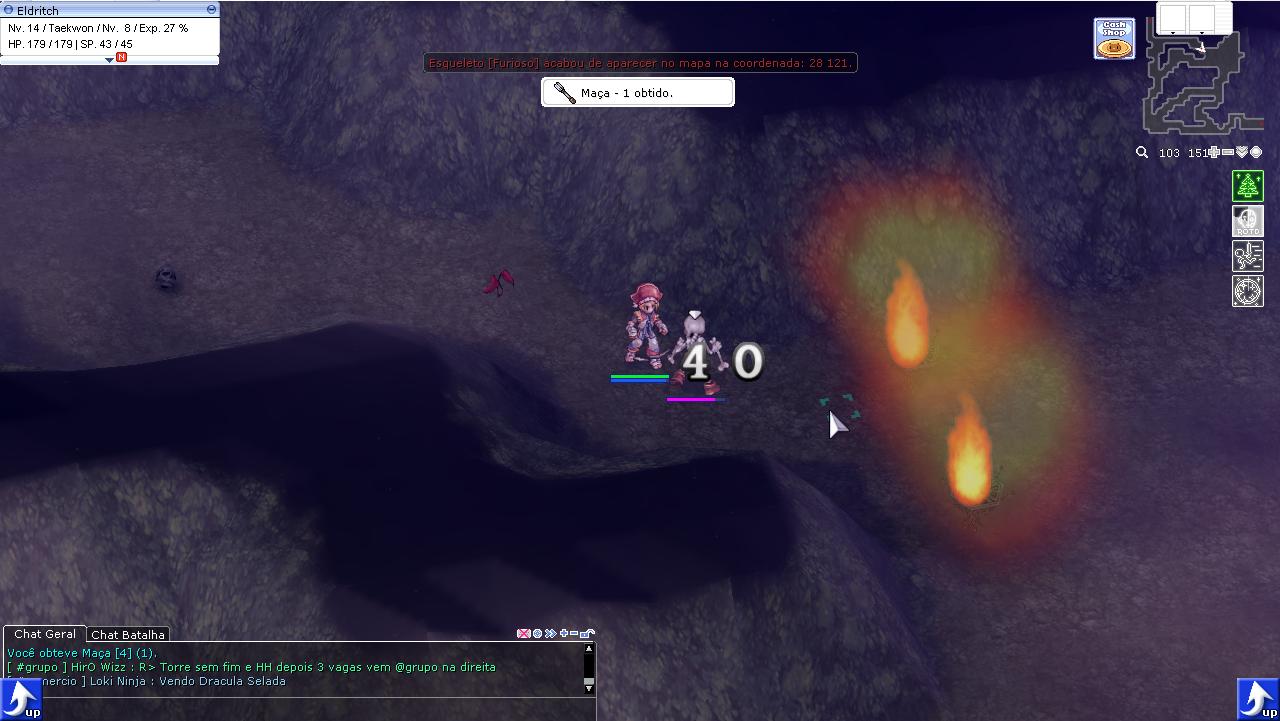 Eldritch
Nv. 14 / Taekwon / Nv. 8 / Exp. 27 %
HP. 179 / 179 | SP. 43 / 45
N
Esqueleto [Furioso] acabou de aparecer no mapa na coordenada: 28 121.
Maça - 1 obtido.
Cash Shop
103 151
4 0
Chat Geral
Chat Batalha
Você obteve Maça [4] (1).
[ #grupo ] HirO Wizz : R> Torre sem fim e HH depois 3 vagas vem @grupo na direita
mercio ] Loki Ninja : Vendo Dracula Selada
up
up